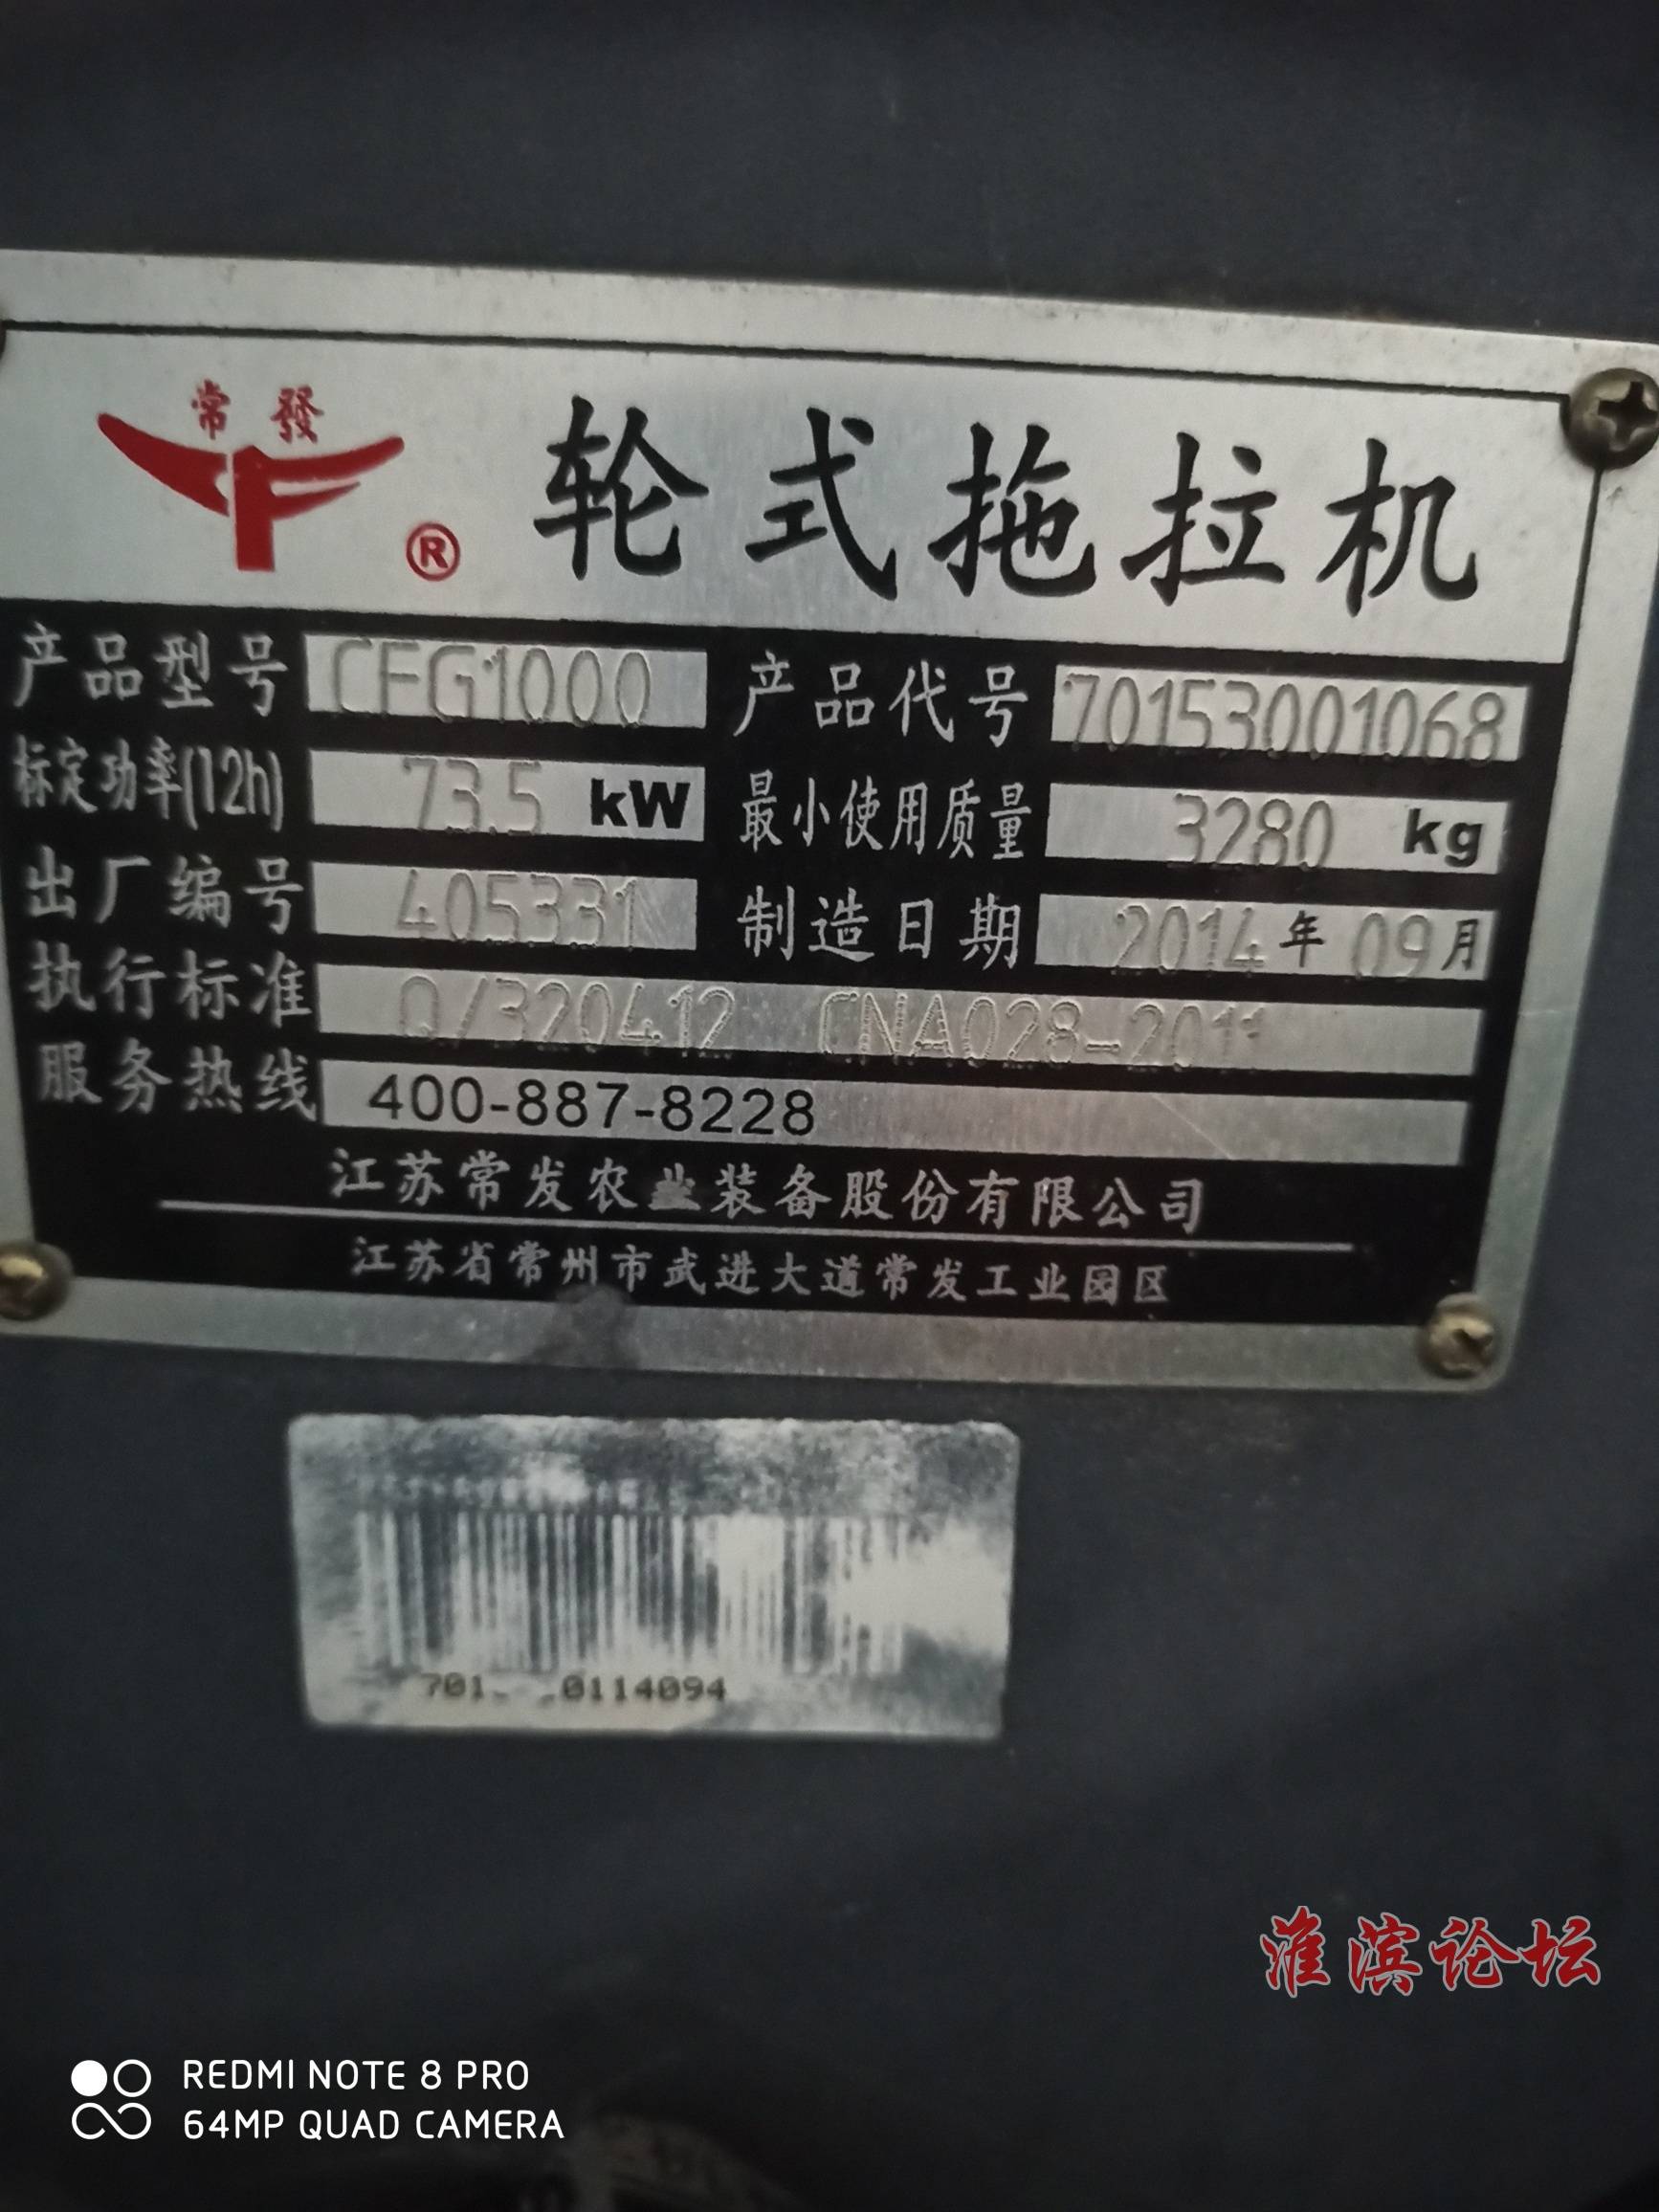 常發
® 轮式拖拉机
产品型号 CFG1000 产品代号 70153001068
标定功率(12h) 73.5 kW 最小使用质量 3280 kg
出厂编号 405331 制造日期 2014年09月
执行标准 Q/320412 CNA028-2011
服务热线 400-887-8228
江苏常发农业装备股份有限公司
江苏省常州市武进大道常发工业园区
701 0114094
淮滨论坛
REDMI NOTE 8 PRO
64MP QUAD CAMERA